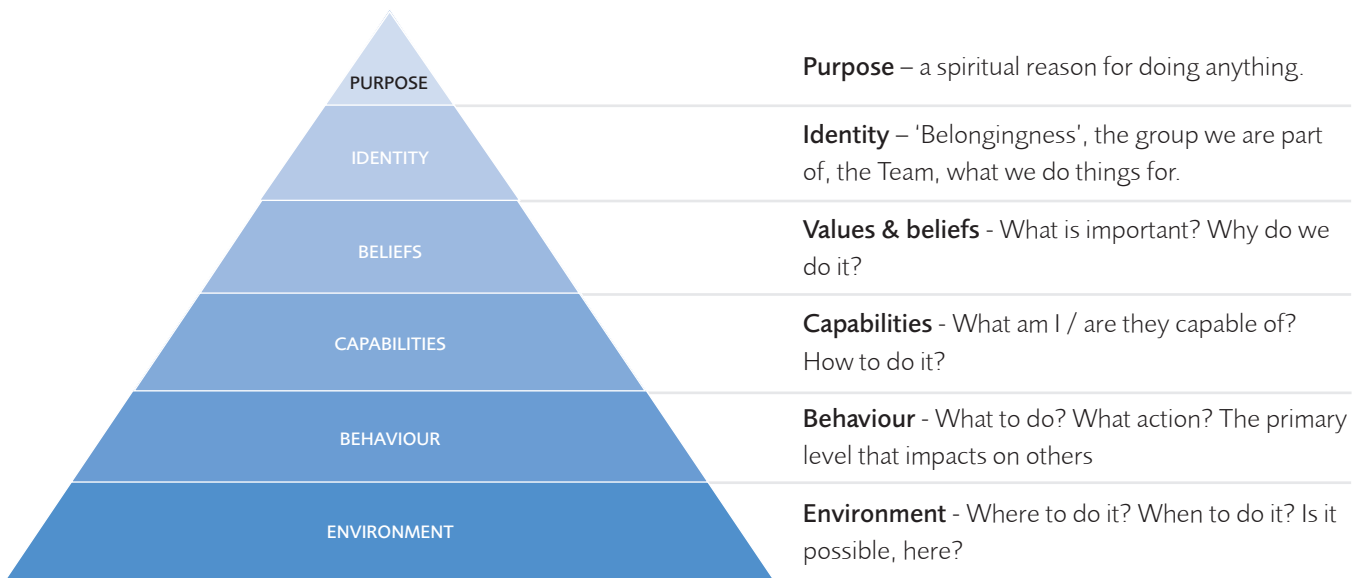 PURPOSE
Purpose – a spiritual reason for doing anything.
IDENTITY
Identity – ‘Belongingness’, the group we are part
of, the Team, what we do things for.
BELIEFS
Values & beliefs - What is important? Why do we
do it?
CAPABILITIES
Capabilities - What am I / are they capable of?
How to do it?
BEHAVIOUR
Behaviour - What to do? What action? The primary
level that impacts on others
ENVIRONMENT
Environment - Where to do it? When to do it? Is it
possible, here?